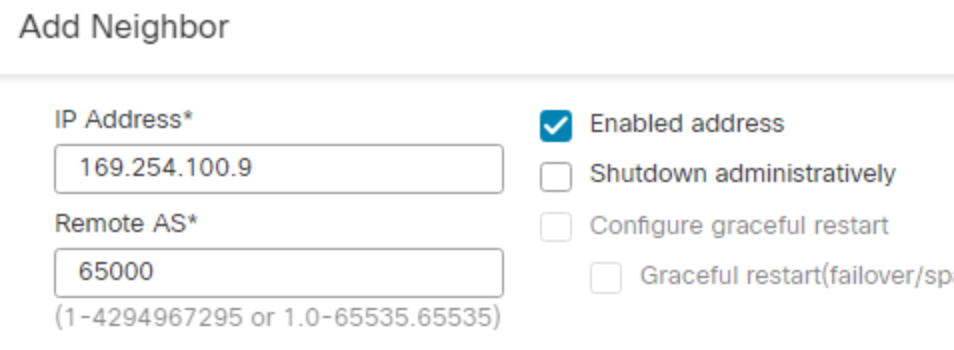 Add Neighbor
IP Address*
169.254.100.9
Remote AS*
65000
(1-4294967295 or 1.0-65535.65535)
Enabled address
Shutdown administratively
Configure graceful restart
Graceful restart(failover/spa